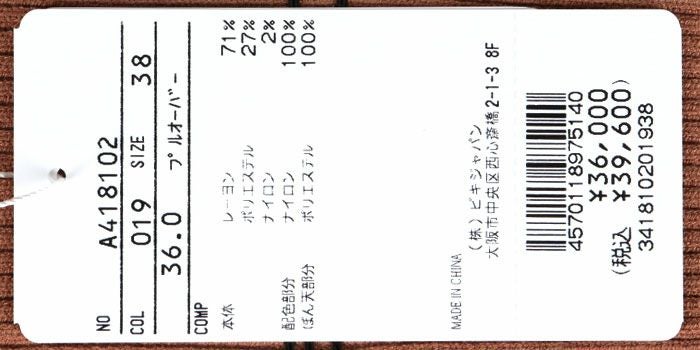 NO A418102
COL 019 SIZE 38
36.0 プルオーバー
COMP
本体 レーヨン 71%
ポリエステル 27%
ナイロン 2%
配色部分 ナイロン 100%
ぽん天部分 ポリエステル 100%
MADE IN CHINA
(株)ビキジャパン
大阪市中央区西心斎橋2-1-3 8F
4570118975140
¥36,000
(税込 ¥39,600)
341810201938